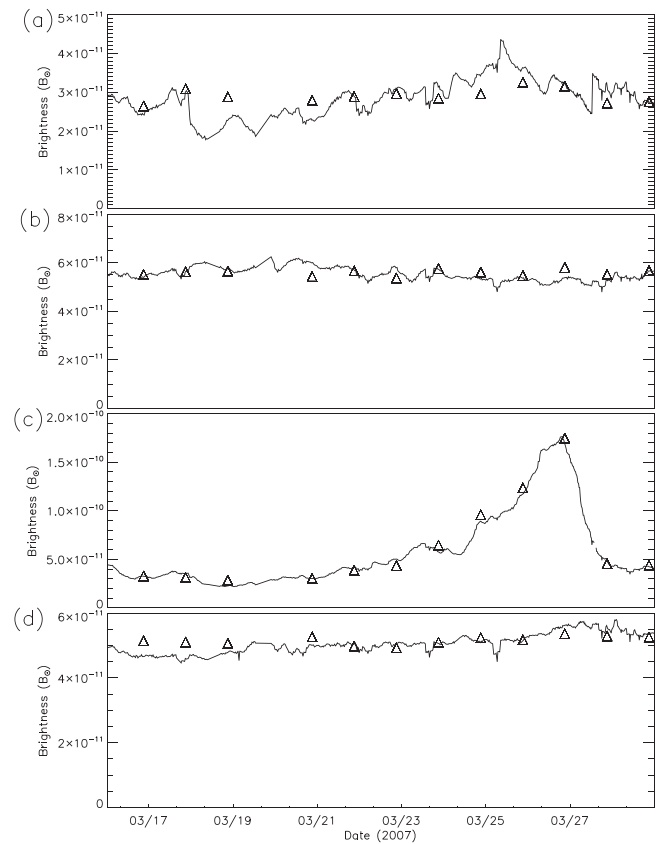 (a)
5×10⁻¹¹
4×10⁻¹¹
3×10⁻¹¹
2×10⁻¹¹
1×10⁻¹¹
0
Brightness (B⊙)
(b)
8×10⁻¹¹
6×10⁻¹¹
4×10⁻¹¹
2×10⁻¹¹
0
Brightness (B⊙)
(c)
2.0×10⁻¹⁰
1.5×10⁻¹⁰
1.0×10⁻¹⁰
5.0×10⁻¹¹
0
Brightness (B⊙)
(d)
6×10⁻¹¹
4×10⁻¹¹
2×10⁻¹¹
0
Brightness (B⊙)
03/17 03/19 03/21 03/23 03/25 03/27
Date (2007)